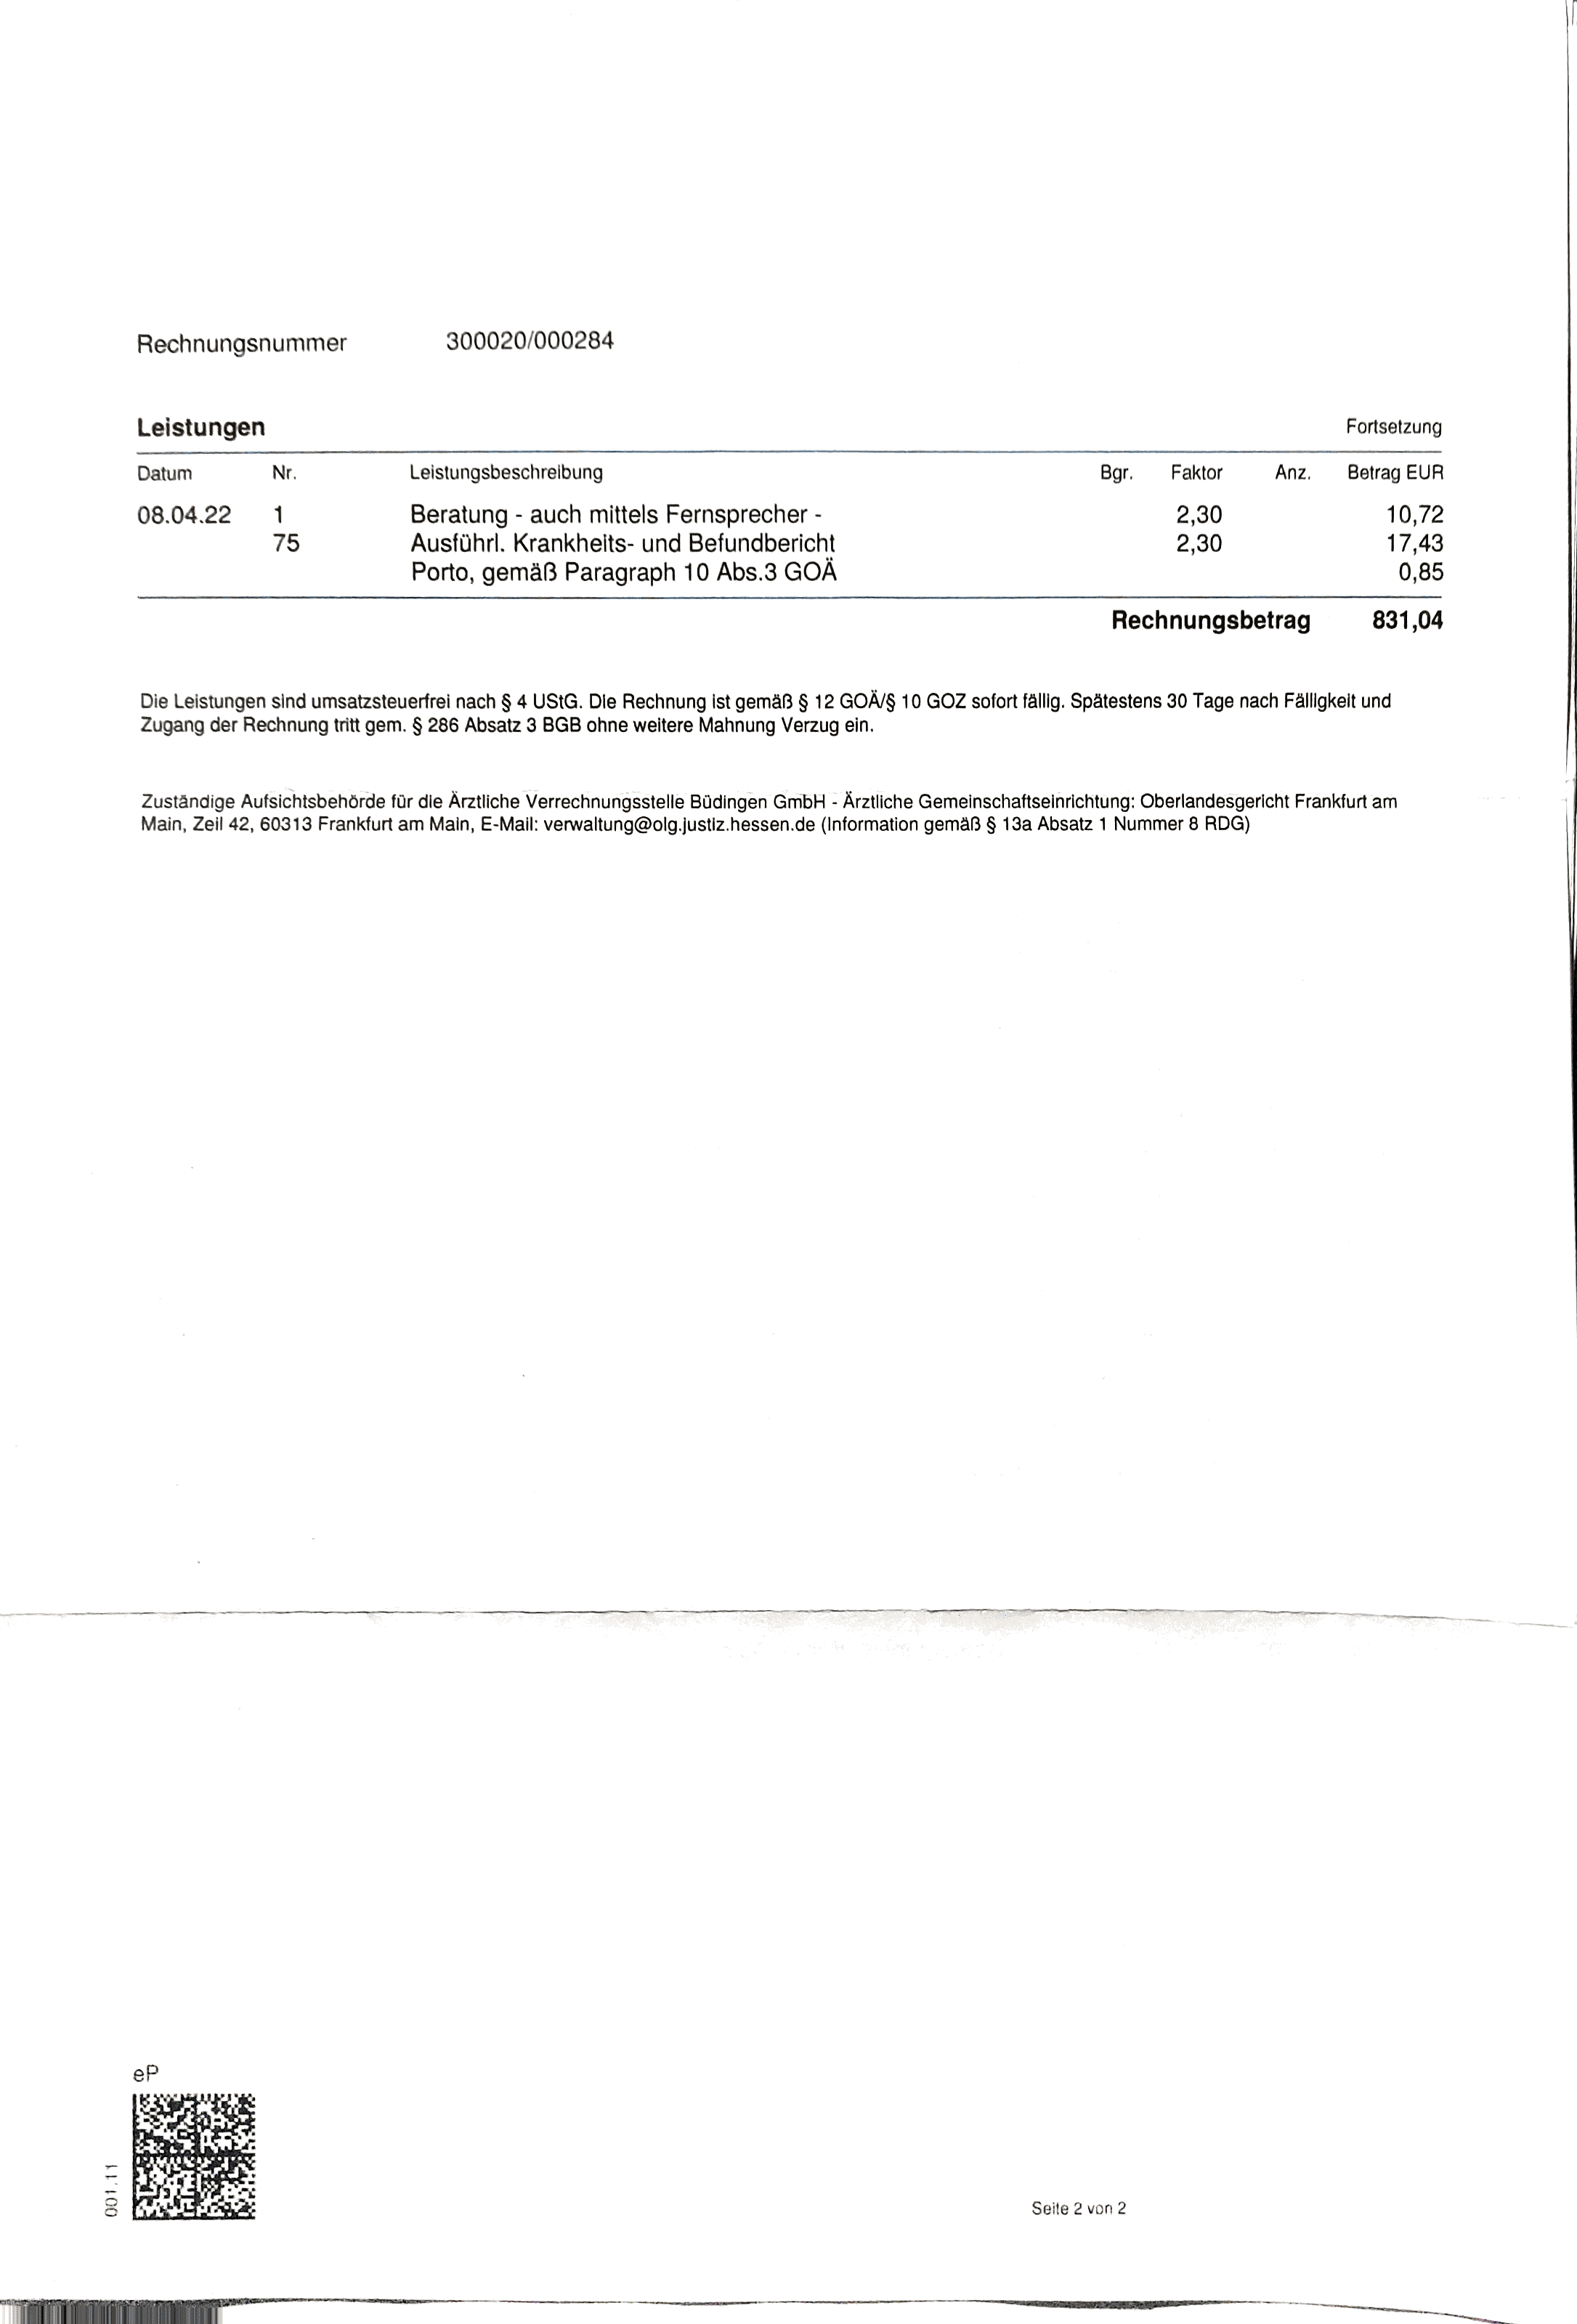 Rechnungsnummer 300020/000284
Leistungen Fortsetzung
Datum Nr. Leistungsbeschreibung Bgr. Faktor Anz. Betrag EUR
08.04.22 1 Beratung - auch mittels Fernsprecher - 2,30 10,72
75 Ausführl. Krankheits- und Befundbericht 2,30 17,43
Porto, gemäß Paragraph 10 Abs.3 GOÄ 0,85
Rechnungsbetrag 831,04
Die Leistungen sind umsatzsteuerfrei nach § 4 UStG. Die Rechnung ist gemäß § 12 GOÄ/§ 10 GOZ sofort fällig. Spätestens 30 Tage nach Fälligkeit und
Zugang der Rechnung tritt gem. § 286 Absatz 3 BGB ohne weitere Mahnung Verzug ein.
Zuständige Aufsichtsbehörde für die Ärztliche Verrechnungsstelle Büdingen GmbH - Ärztliche Gemeinschaftseinrichtung: Oberlandesgericht Frankfurt am
Main, Zeil 42, 60313 Frankfurt am Main, E-Mail: verwaltung@olg.justiz.hessen.de (Information gemäß § 13a Absatz 1 Nummer 8 RDG)
eP
001.11
Seite 2 von 2